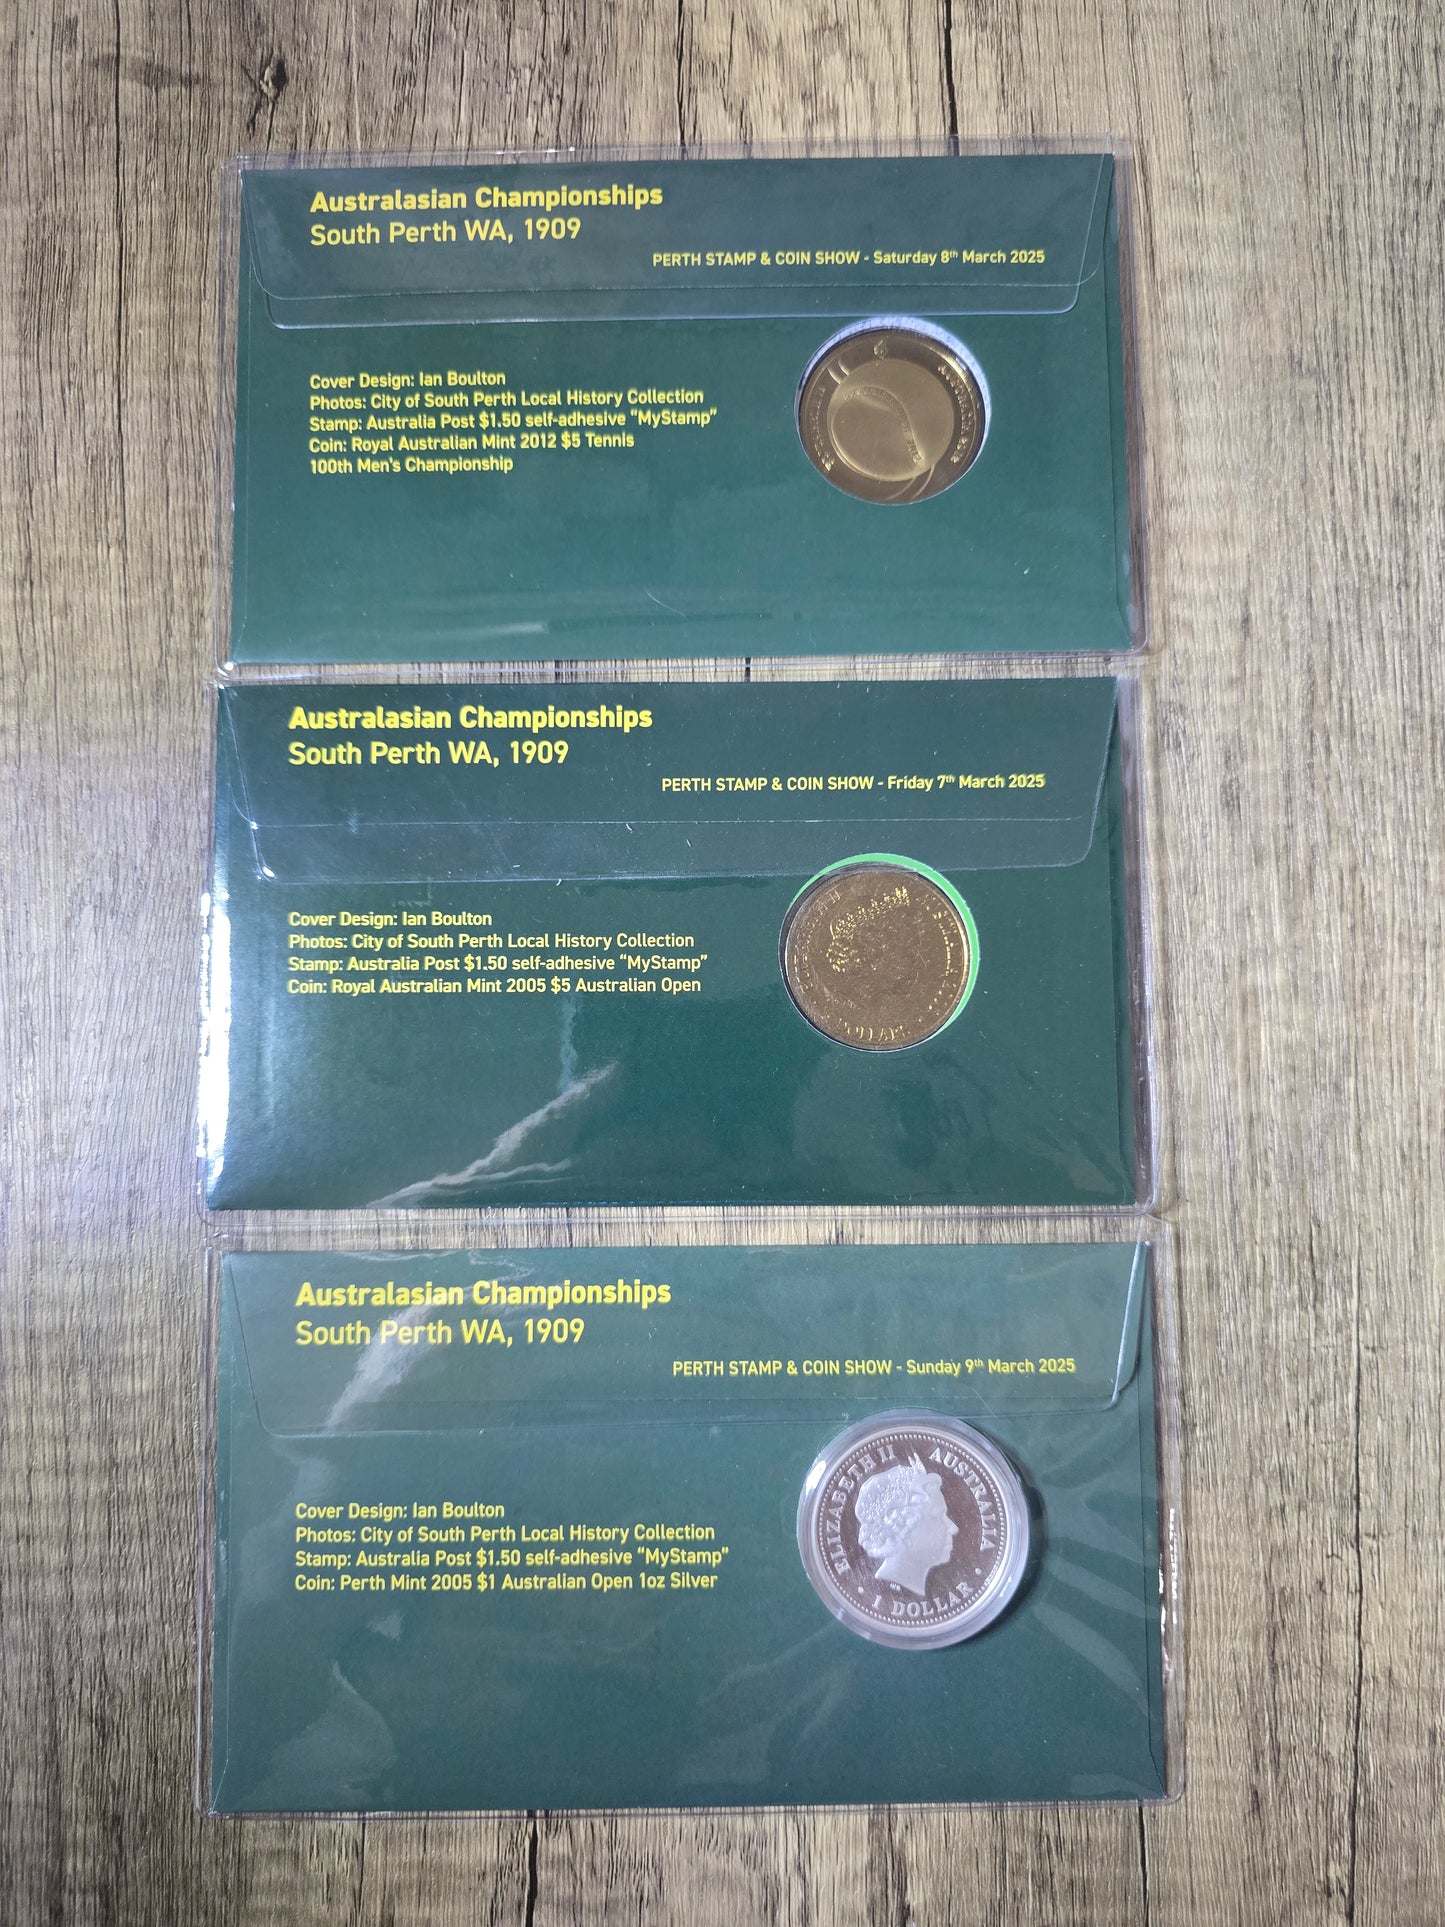 Australasian Championships
South Perth WA, 1909
PERTH STAMP & COIN SHOW - Saturday 8th March 2025
Cover Design: Ian Boulton
Photos: City of South Perth Local History Collection
Stamp: Australia Post $1.50 self-adhesive “MyStamp”
Coin: Royal Australian Mint 2012 $5 Tennis
100th Men's Championship
AUSTRALIA 2012
Australasian Championships
South Perth WA, 1909
PERTH STAMP & COIN SHOW - Friday 7th March 2025
Cover Design: Ian Boulton
Photos: City of South Perth Local History Collection
Stamp: Australia Post $1.50 self-adhesive “MyStamp”
Coin: Royal Australian Mint 2005 $5 Australian Open
ELIZABETH II
DOLLARS
Australasian Championships
South Perth WA, 1909
PERTH STAMP & COIN SHOW - Sunday 9th March 2025
Cover Design: Ian Boulton
Photos: City of South Perth Local History Collection
Stamp: Australia Post $1.50 self-adhesive “MyStamp”
Coin: Perth Mint 2005 $1 Australian Open 1oz Silver
ELIZABETH II AUSTRALIA
• 1 DOLLAR •